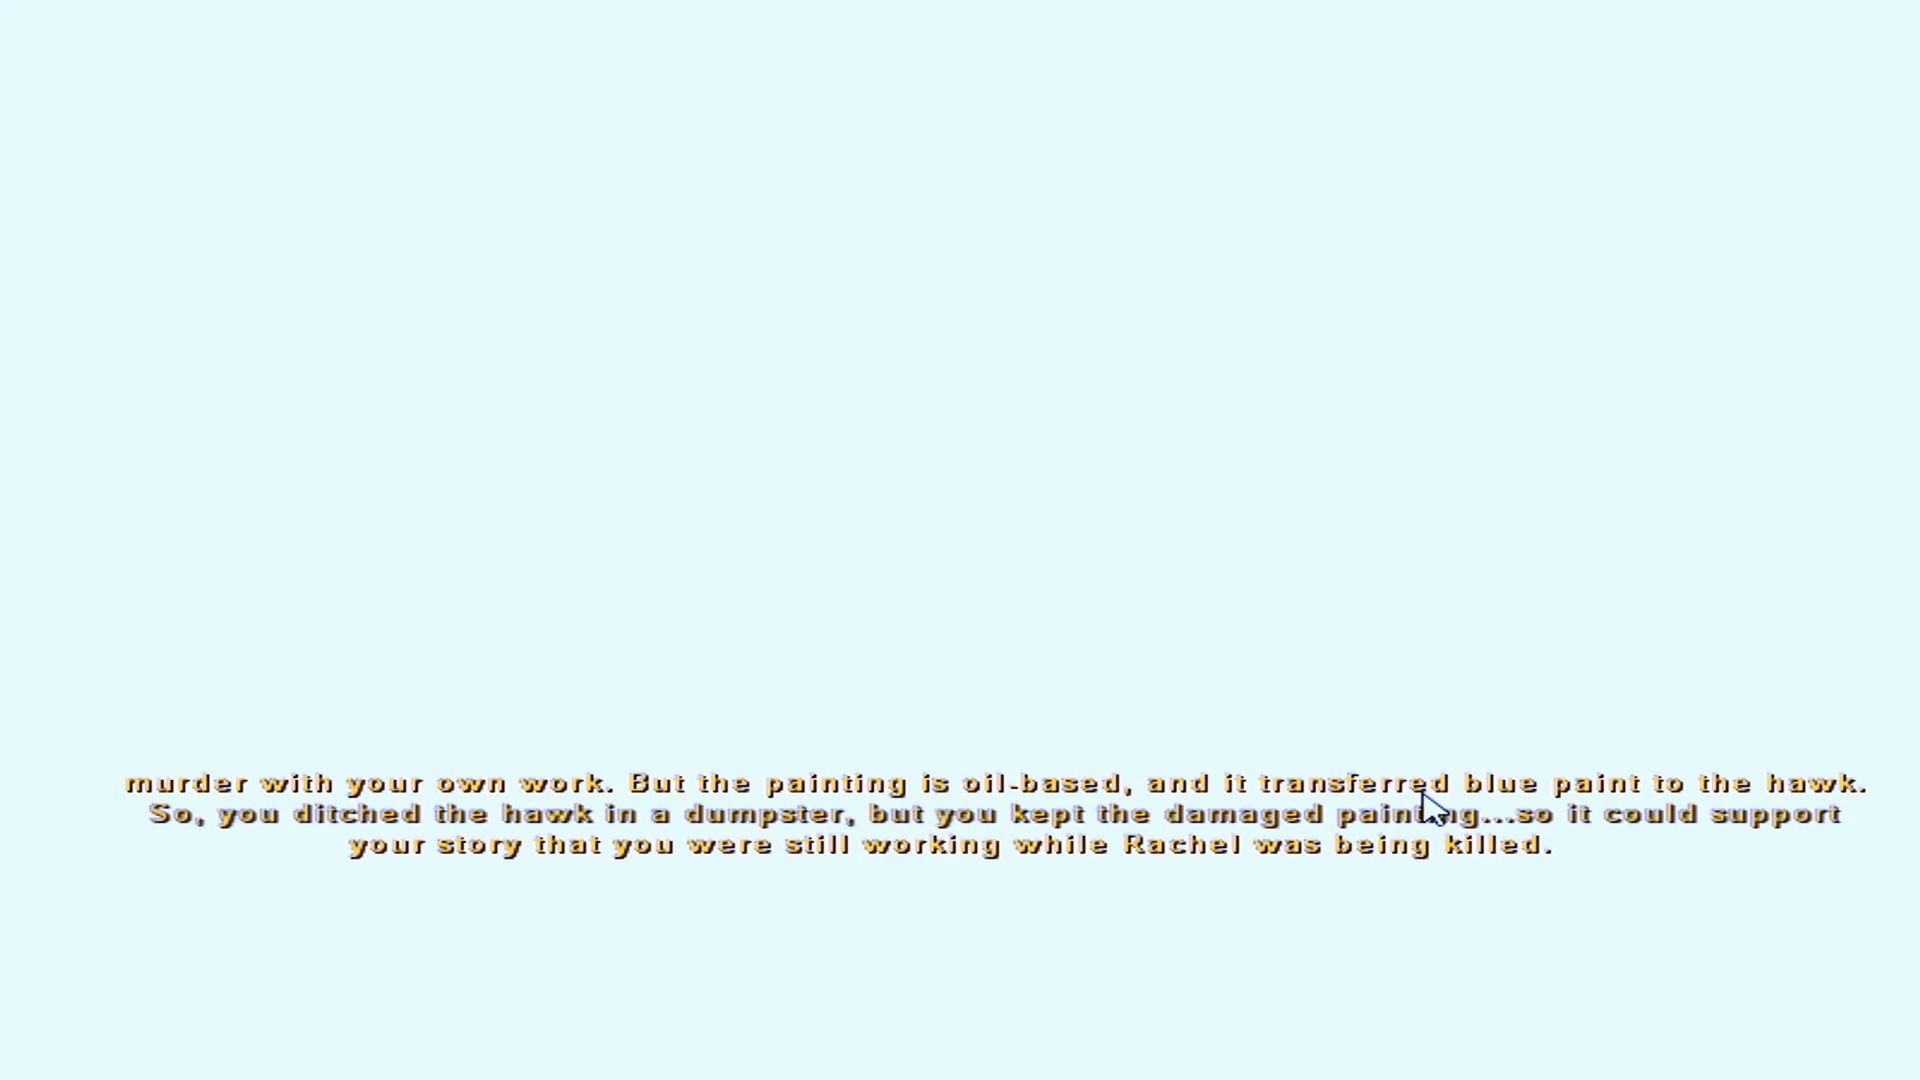 murder with your own work. But the painting is oil-based, and it transferred blue paint to the hawk.
So, you ditched the hawk in a dumpster, but you kept the damaged painting...so it could support
your story that you were still working while Rachel was being killed.